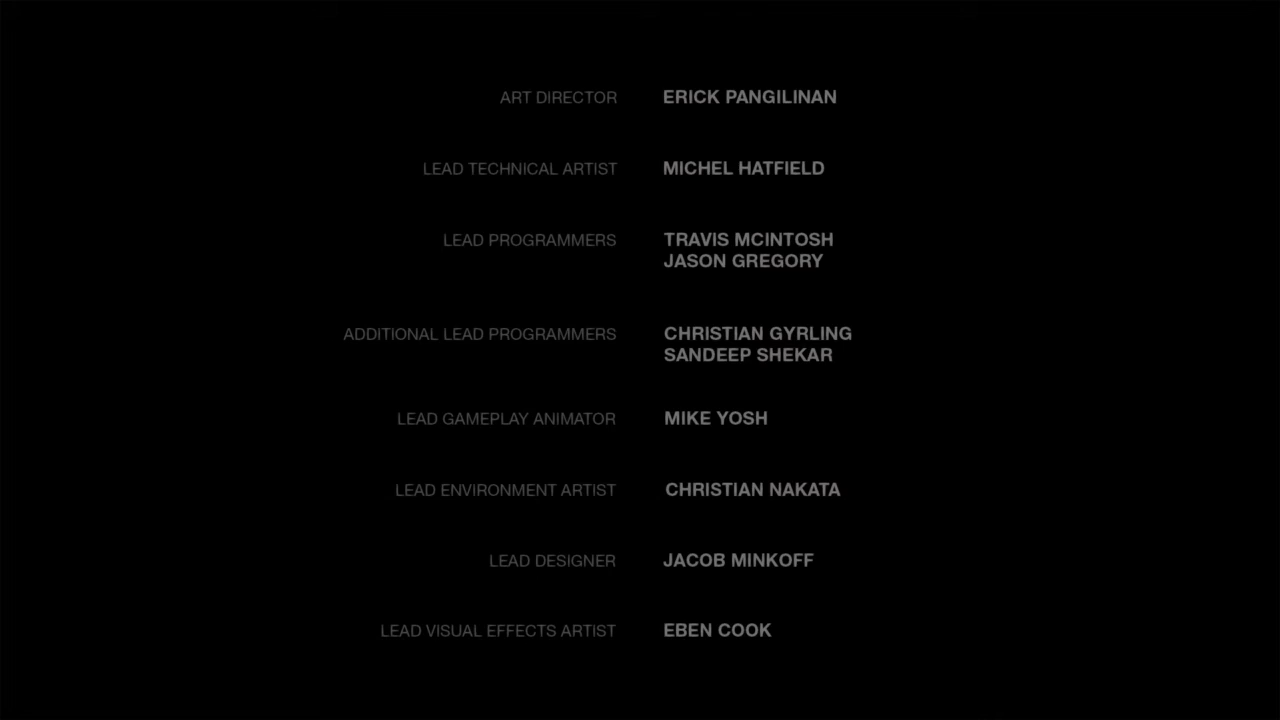 ART DIRECTOR ERICK PANGILINAN
LEAD TECHNICAL ARTIST MICHEL HATFIELD
LEAD PROGRAMMERS TRAVIS MCINTOSH
JASON GREGORY
ADDITIONAL LEAD PROGRAMMERS CHRISTIAN GYRLING
SANDEEP SHEKAR
LEAD GAMEPLAY ANIMATOR MIKE YOSH
LEAD ENVIRONMENT ARTIST CHRISTIAN NAKATA
LEAD DESIGNER JACOB MINKOFF
LEAD VISUAL EFFECTS ARTIST EBEN COOK